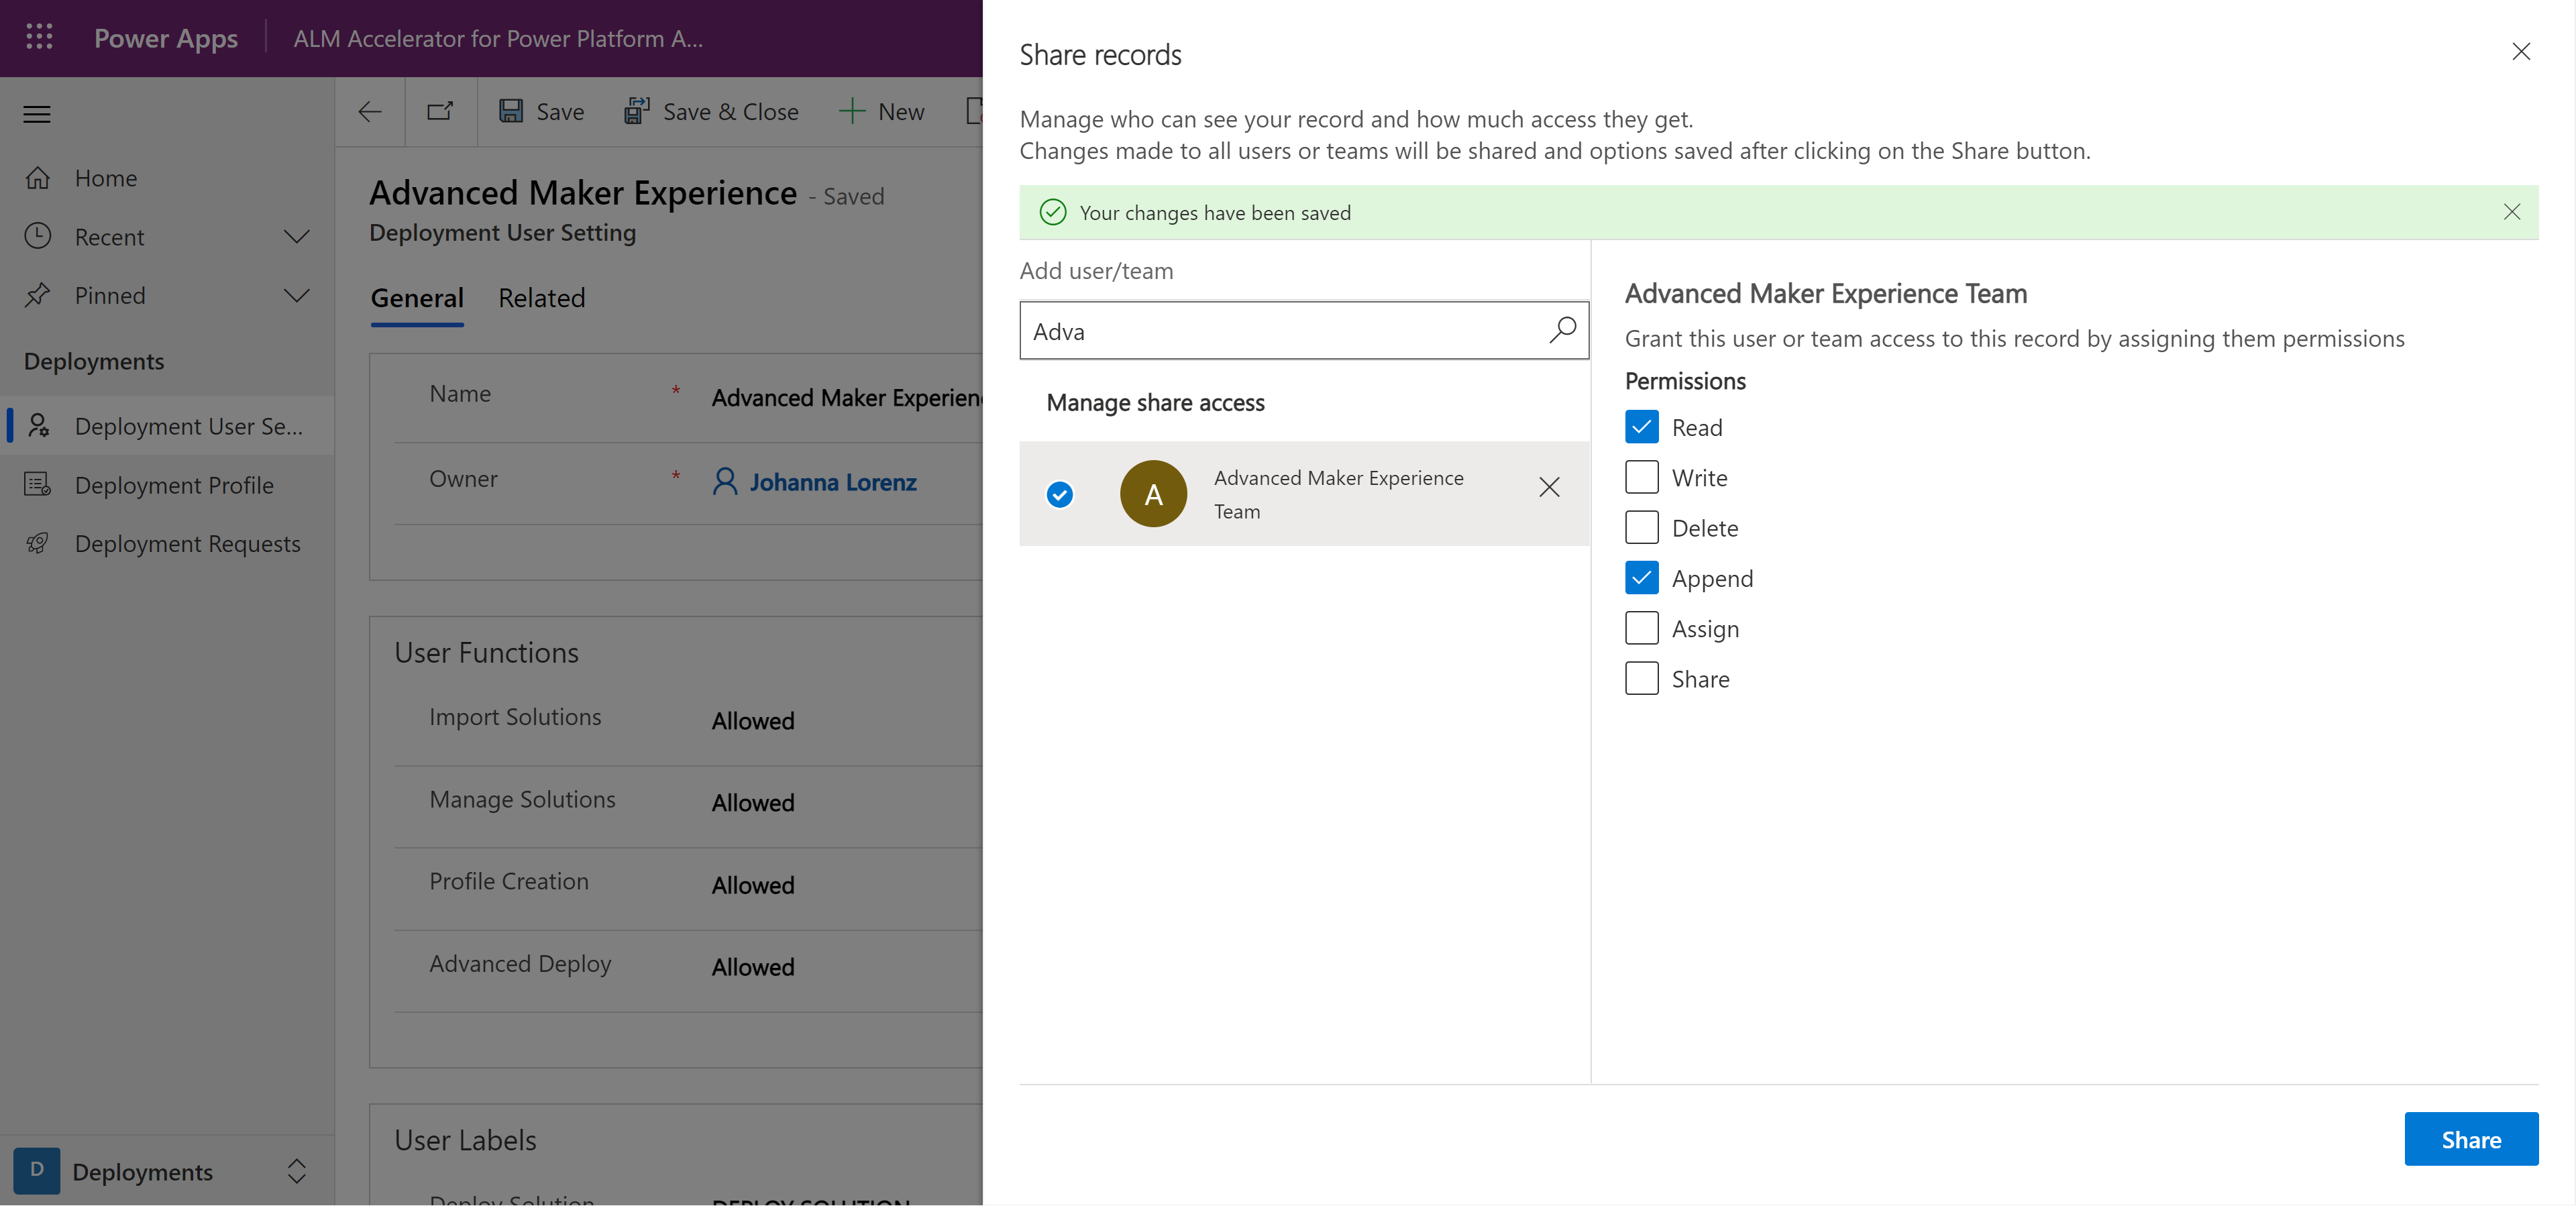 Power Apps
ALM Accelerator for Power Platform A...
Home
Recent
Pinned
Deployments
Deployment User Se...
Deployment Profile
Deployment Requests
D
Deployments
Save
Save & Close
New
Advanced Maker Experience - Saved
Deployment User Setting
General
Related
Name * Advanced Maker Experien
Owner * Johanna Lorenz
User Functions
Import Solutions Allowed
Manage Solutions Allowed
Profile Creation Allowed
Advanced Deploy Allowed
User Labels
Deploy Solution DEPLOY SOLUTION
Share records
Manage who can see your record and how much access they get.
Changes made to all users or teams will be shared and options saved after clicking on the Share button.
Your changes have been saved
Add user/team
Adva
Manage share access
A
Advanced Maker Experience
Team
Advanced Maker Experience Team
Grant this user or team access to this record by assigning them permissions
Permissions
Read
Write
Delete
Append
Assign
Share
Share